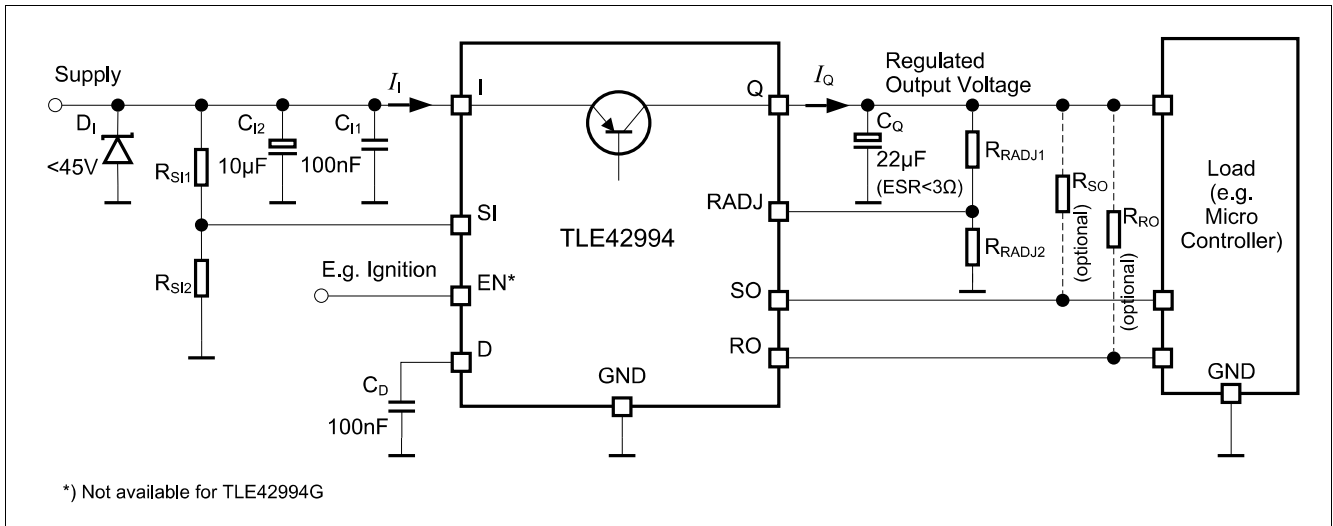 Supply
I_I
I
Q
I_Q
Regulated
Output Voltage
D_I
<45V
R_SI1
C_I2
10µF
C_I1
100nF
C_Q
22µF
(ESR<3Ω)
R_RADJ1
R_SO
(optional)
R_RO
(optional)
Load
(e.g.
Micro
Controller)
SI
TLE42994
RADJ
R_RADJ2
R_SI2
E.g. Ignition
EN*
SO
D
RO
C_D
100nF
GND
GND
*) Not available for TLE42994G